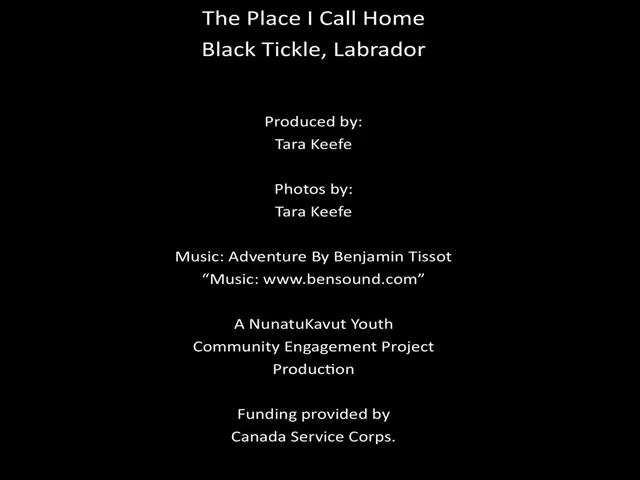 The Place I Call Home
Black Tickle, Labrador
Produced by:
Tara Keefe
Photos by:
Tara Keefe
Music: Adventure By Benjamin Tissot
“Music: www.bensound.com”
A NunatuKavut Youth
Community Engagement Project
Production
Funding provided by
Canada Service Corps.